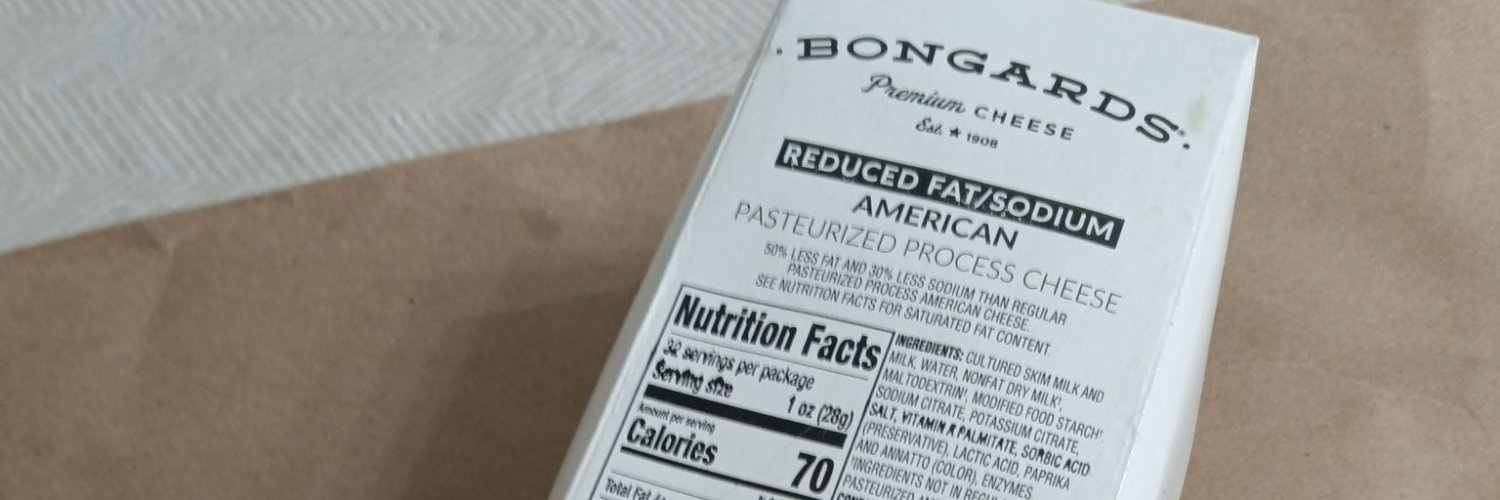 BONGARDS
Premium CHEESE
Est. ★ 1908
REDUCED FAT/SODIUM
AMERICAN
PASTEURIZED PROCESS CHEESE
50% LESS FAT AND 30% LESS SODIUM THAN REGULAR
PASTEURIZED PROCESS AMERICAN CHEESE.
SEE NUTRITION FACTS FOR SATURATED FAT CONTENT.
Nutrition Facts
32 servings per package
Serving size 1 oz (28g)
Amount per serving
Calories 70
Total Fat
INGREDIENTS: CULTURED SKIM MILK AND
MILK, WATER, NONFAT DRY MILK,
MALTODEXTRIN¹, MODIFIED FOOD STARCH¹,
SODIUM CITRATE, POTASSIUM CITRATE,
SALT, VITAMIN A PALMITATE, SORBIC ACID
(PRESERVATIVE), LACTIC ACID, PAPRIKA
AND ANNATTO (COLOR), ENZYMES
¹INGREDIENTS NOT IN REGULAR
PASTEURIZED